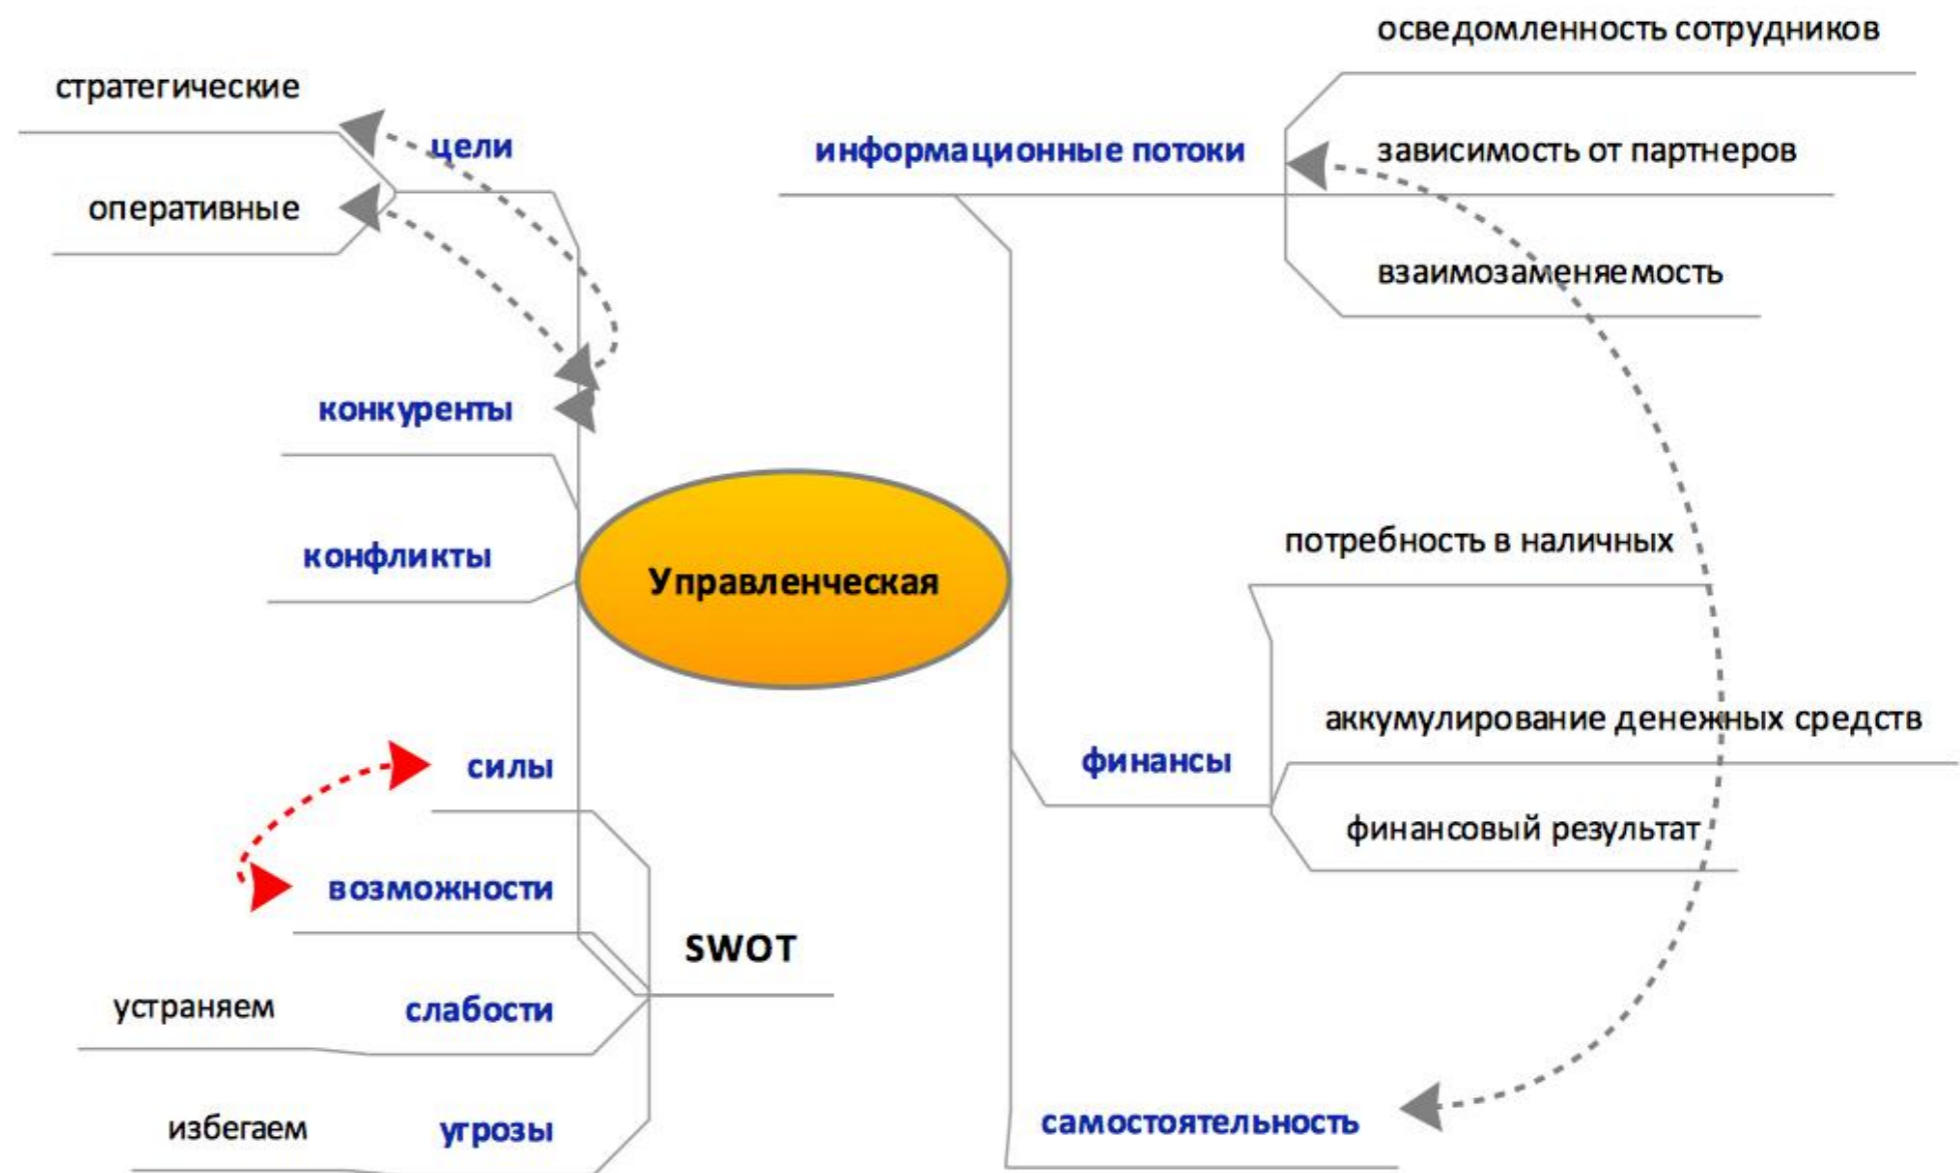 стратегические
цели
оперативные
конкуренты
конфликты
Управленческая
силы
возможности
SWOT
устраняем
слабости
избегаем
угрозы
осведомленность сотрудников
информационные потоки
зависимость от партнеров
взаимозаменяемость
потребность в наличных
финансы
аккумулирование денежных средств
финансовый результат
самостоятельность